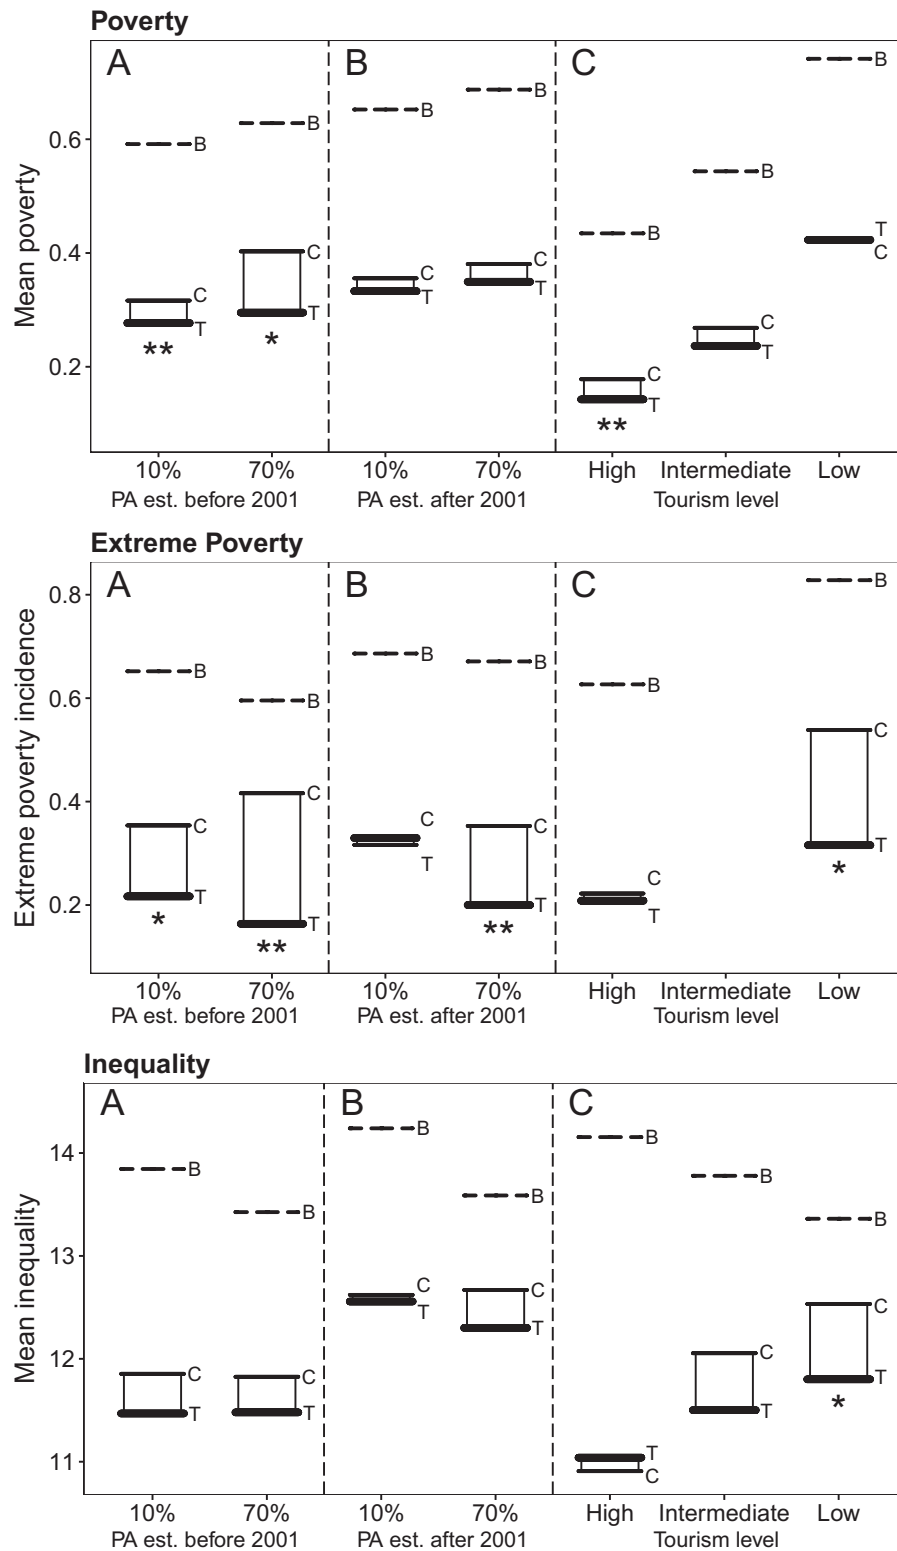 Poverty
A B C
Mean poverty
0.6
0.4
0.2
B B B B B B B
C C C C C C T
T T T T T T C
** * **
10% 70% 10% 70% High Intermediate Low
PA est. before 2001 PA est. after 2001 Tourism level
Extreme Poverty
A B C
Extreme poverty incidence
0.8
0.6
0.4
0.2
B B B B B B
C C C C C C
T T T T T T
* ** ** *
10% 70% 10% 70% High Intermediate Low
PA est. before 2001 PA est. after 2001 Tourism level
Inequality
A B C
Mean inequality
14
13
12
11
B B B B B B B
C C C C T C C
T T T T C T T
*
10% 70% 10% 70% High Intermediate Low
PA est. before 2001 PA est. after 2001 Tourism level